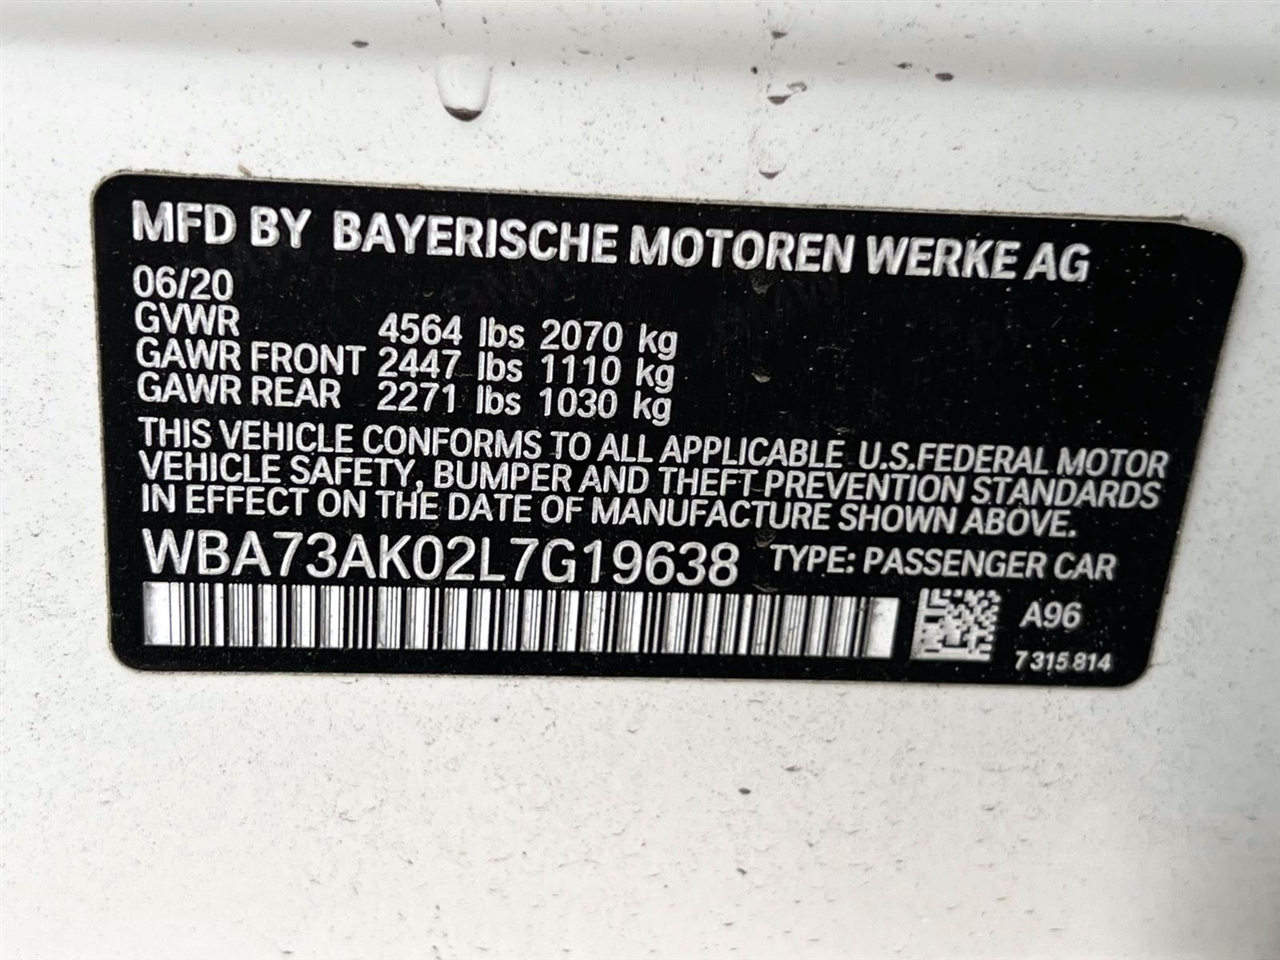 MFD BY BAYERISCHE MOTOREN WERKE AG
06/20
GVWR 4564 lbs 2070 kg
GAWR FRONT 2447 lbs 1110 kg
GAWR REAR 2271 lbs 1030 kg
THIS VEHICLE CONFORMS TO ALL APPLICABLE U.S.FEDERAL MOTOR
VEHICLE SAFETY, BUMPER AND THEFT PREVENTION STANDARDS
IN EFFECT ON THE DATE OF MANUFACTURE SHOWN ABOVE.
WBA73AK02L7G19638 TYPE: PASSENGER CAR
A96
7 315 814